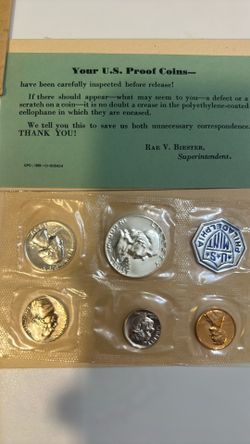 Your U.S. Proof Coins—
have been carefully inspected before release!
If there should appear—what may seem to you—a defect or a
scratch on a coin—it is no doubt a crease in the polyethylene-coated
cellophane in which they are encased.
We tell you this to save us both unnecessary correspondence
THANK YOU!
RAE V. BIESTER,
Superintendent.
PHILADELPHIA
U.S.
MINT